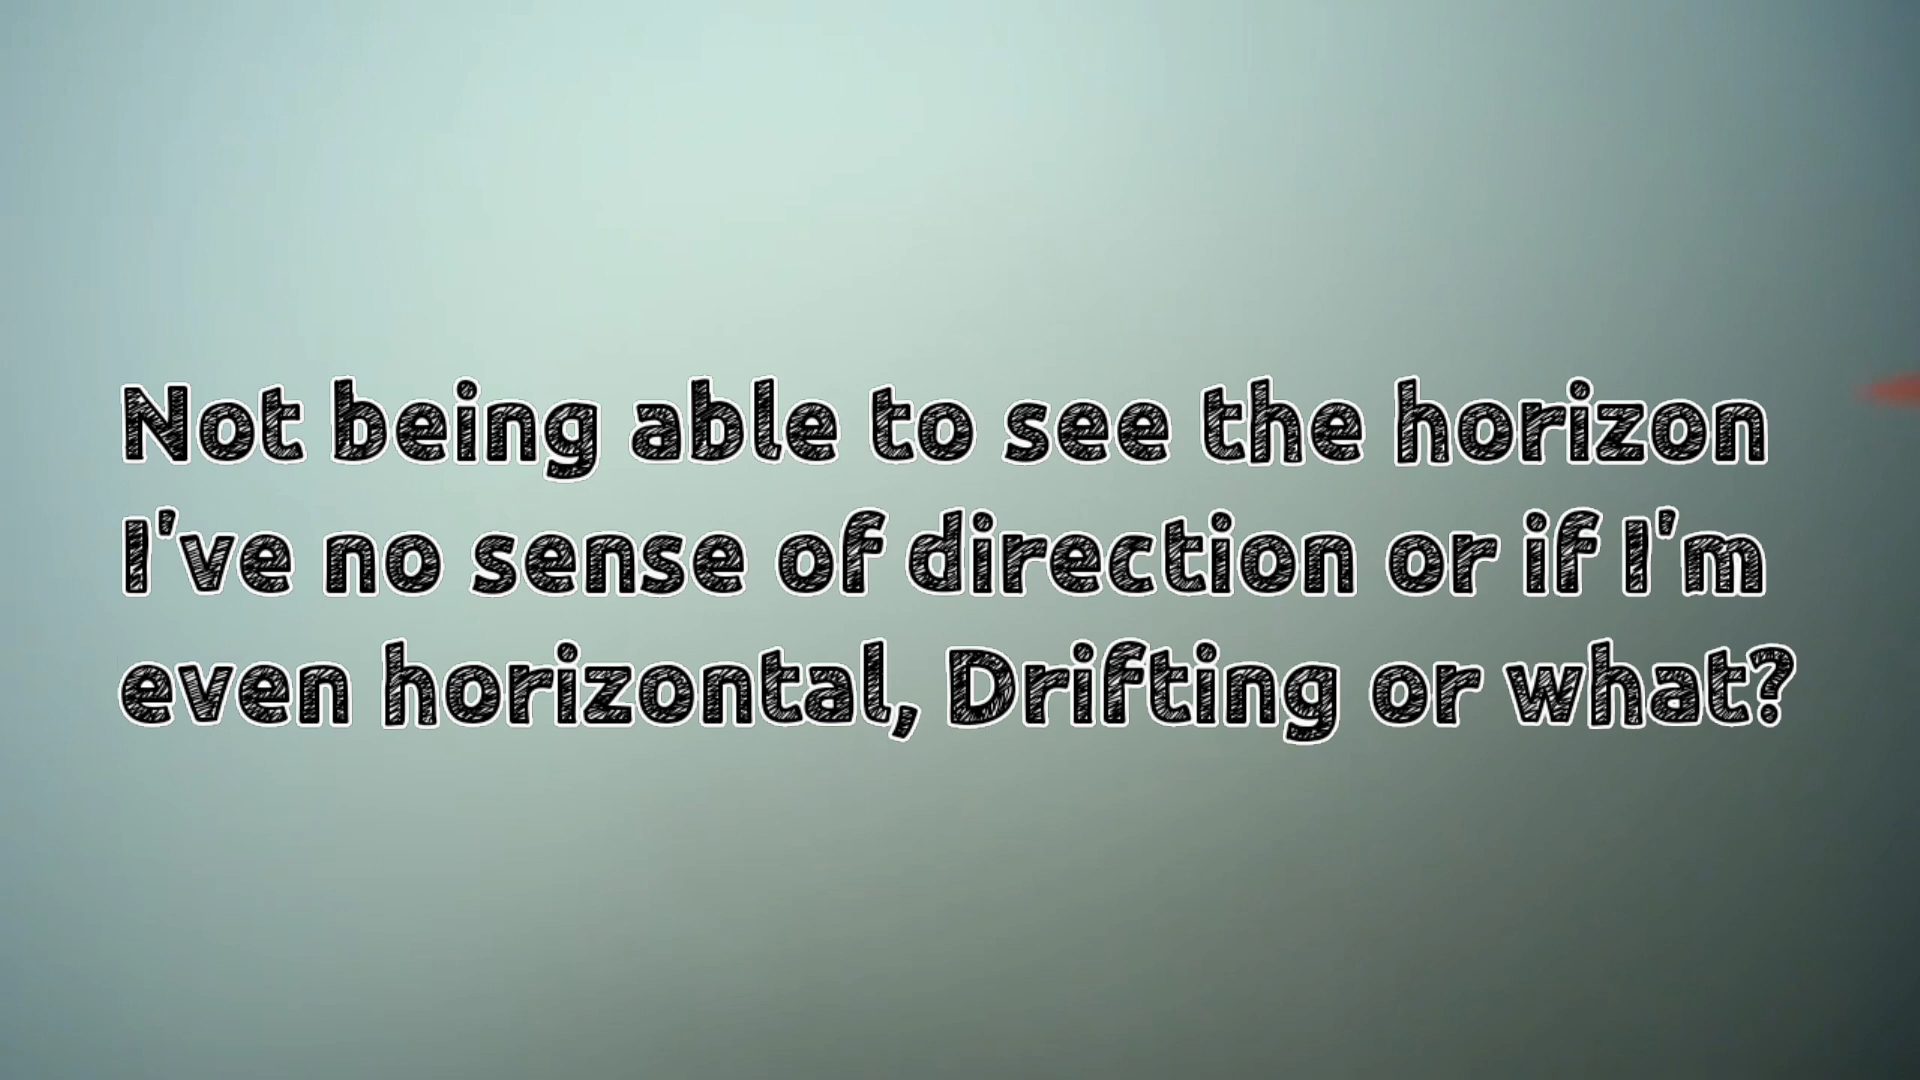 Not being able to see the horizon
I've no sense of direction or if I'm
even horizontal, Drifting or what?